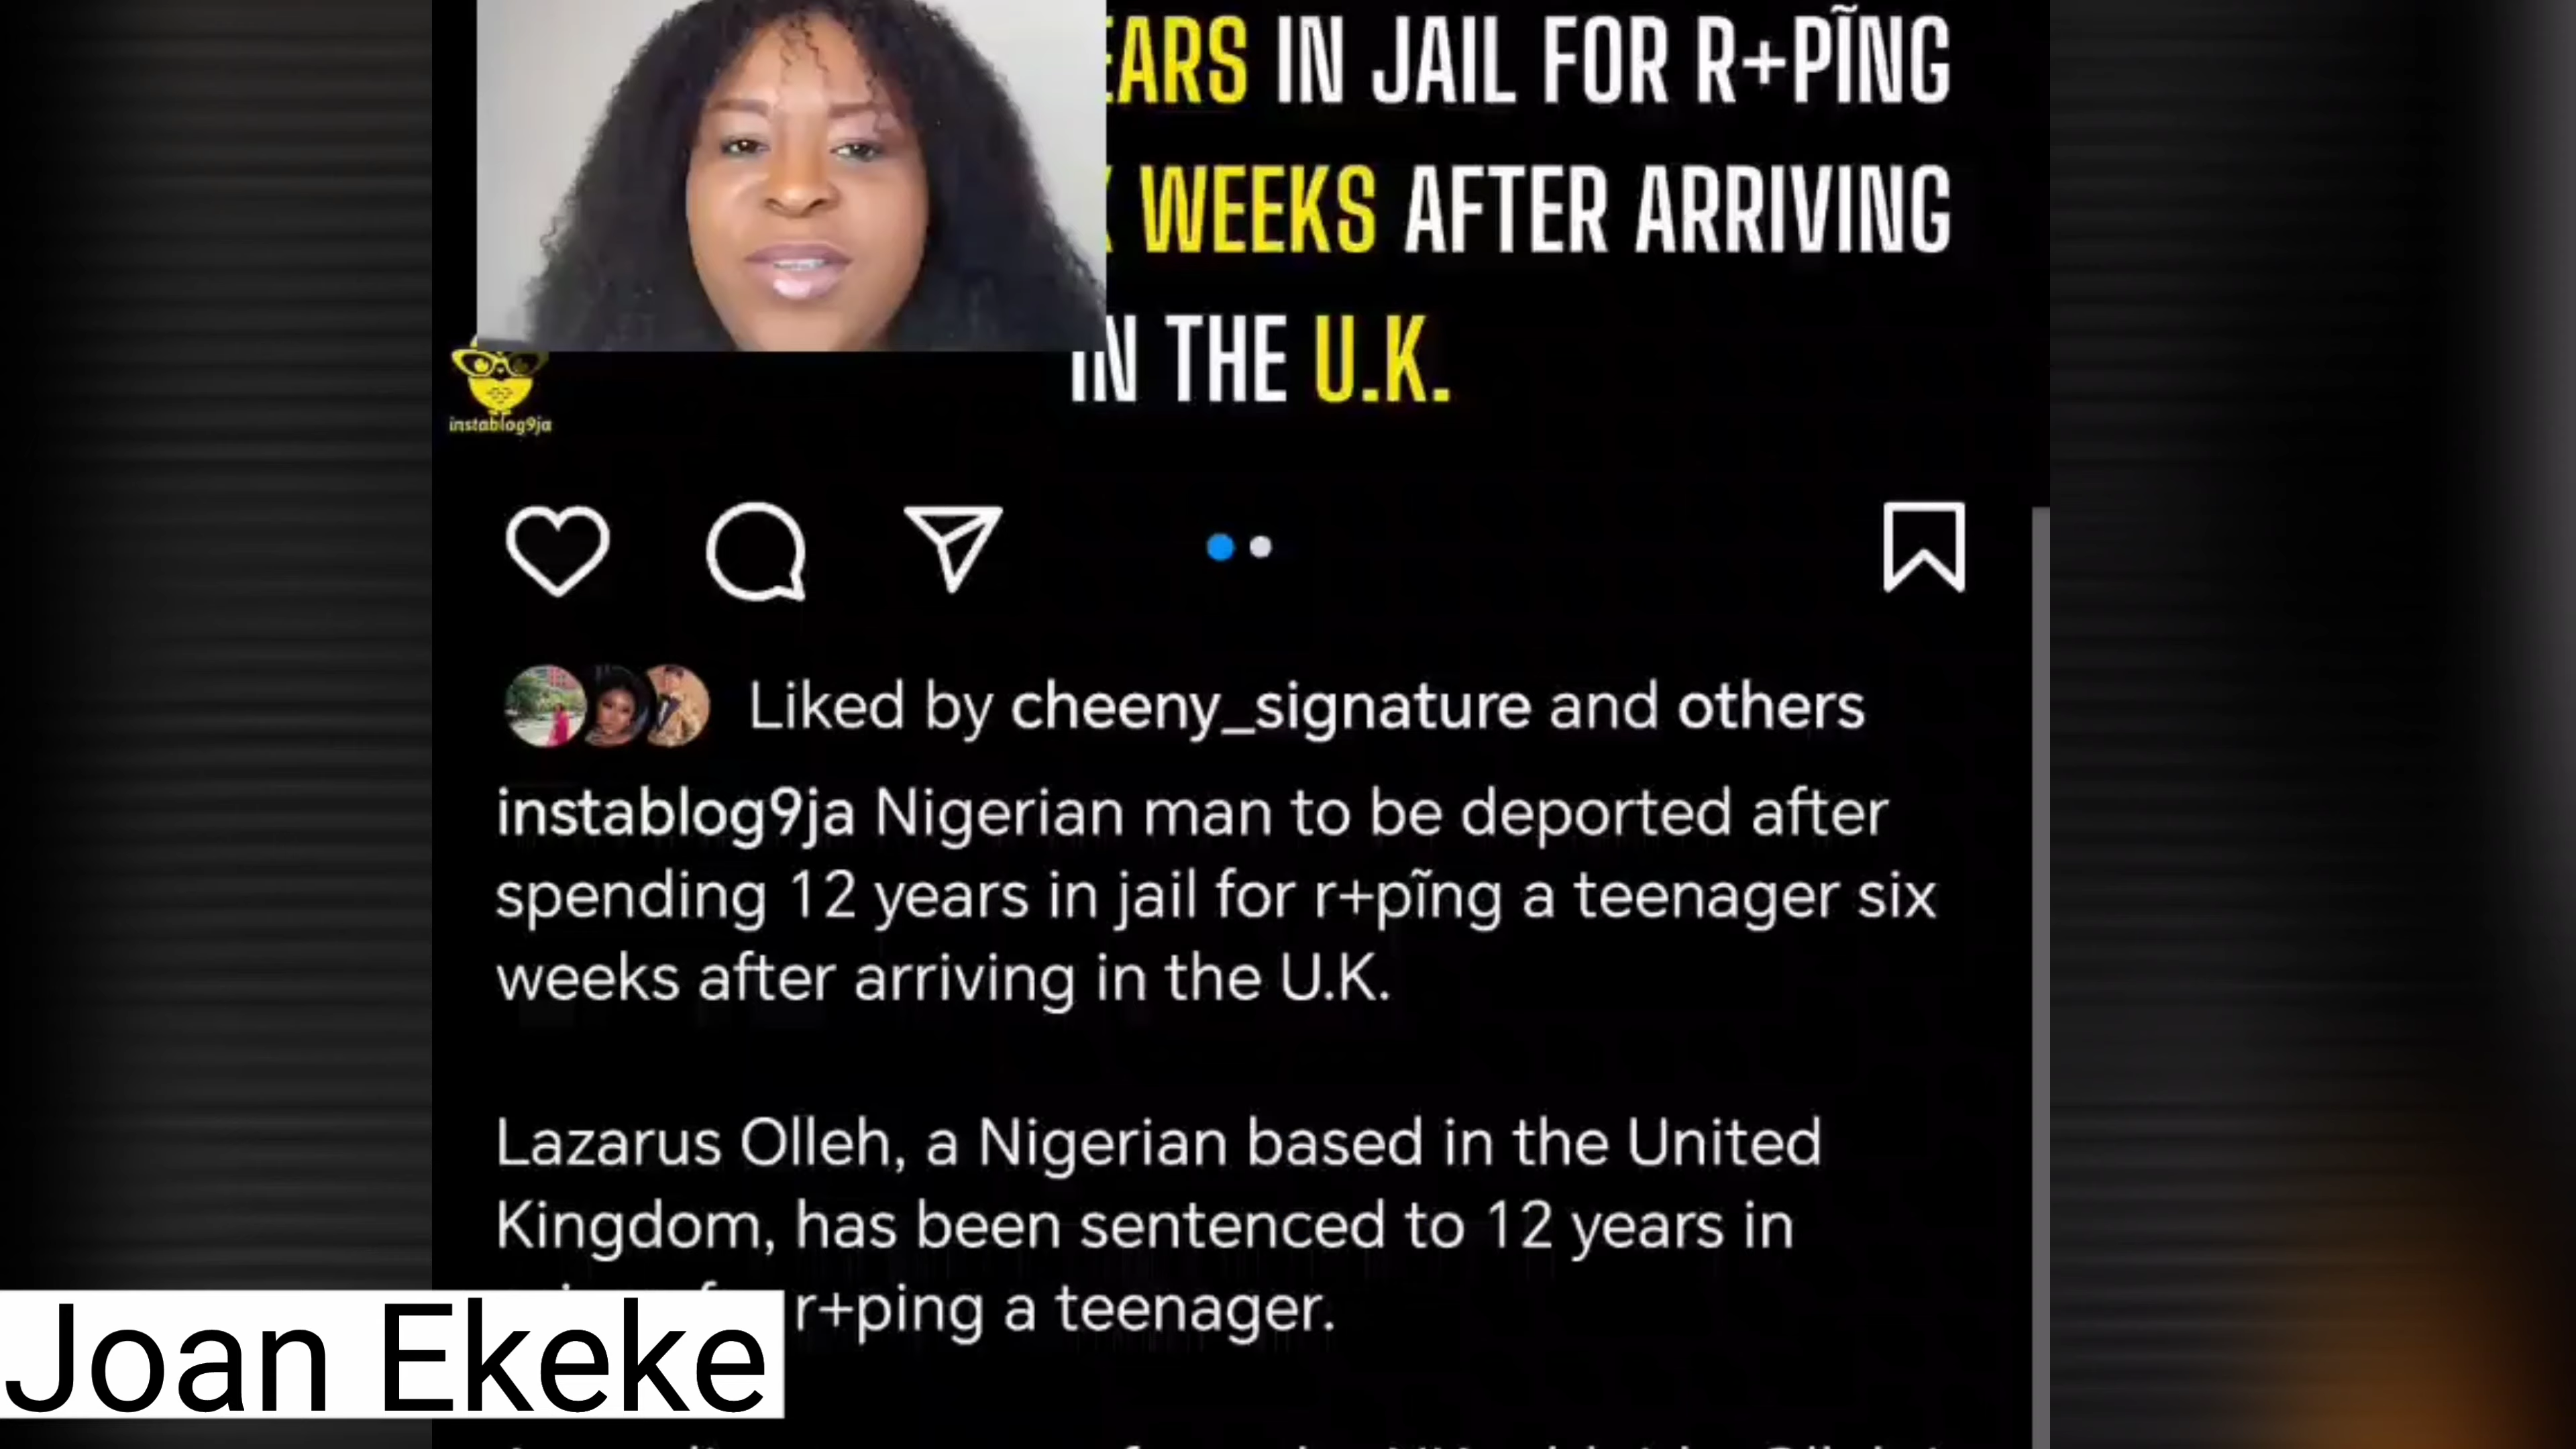 EARS IN JAIL FOR R+PĨNG
WEEKS AFTER ARRIVING
IN THE U.K.
instablog9ja
Liked by cheeny_signature and others
instablog9ja Nigerian man to be deported after
spending 12 years in jail for r+pĩng a teenager six
weeks after arriving in the U.K.
Lazarus Olleh, a Nigerian based in the United
Kingdom, has been sentenced to 12 years in
r+ping a teenager.
Joan Ekeke